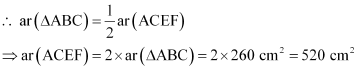 ∴ ar(ΔABC) = 1/2 ar(ACEF)
⇒ ar(ACEF) = 2 × ar(ΔABC) = 2 × 260 cm² = 520 cm²